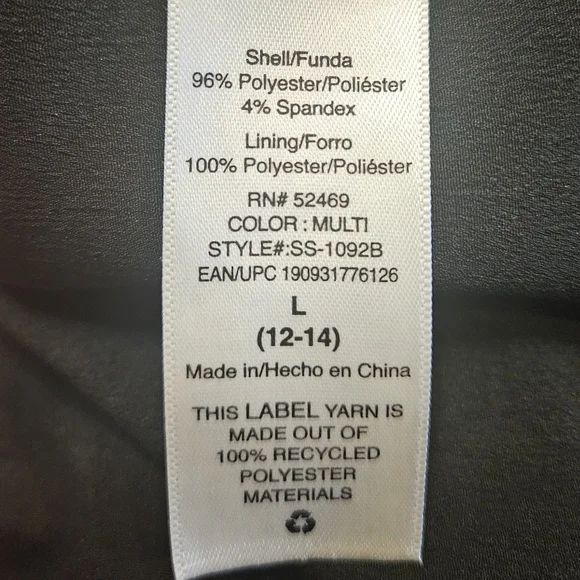 Shell/Funda
96% Polyester/Poliéster
4% Spandex
Lining/Forro
100% Polyester/Poliéster
RN# 52469
COLOR : MULTI
STYLE#:SS-1092B
EAN/UPC 190931776126
L
(12-14)
Made in/Hecho en China
THIS LABEL YARN IS
MADE OUT OF
100% RECYCLED
POLYESTER
MATERIALS